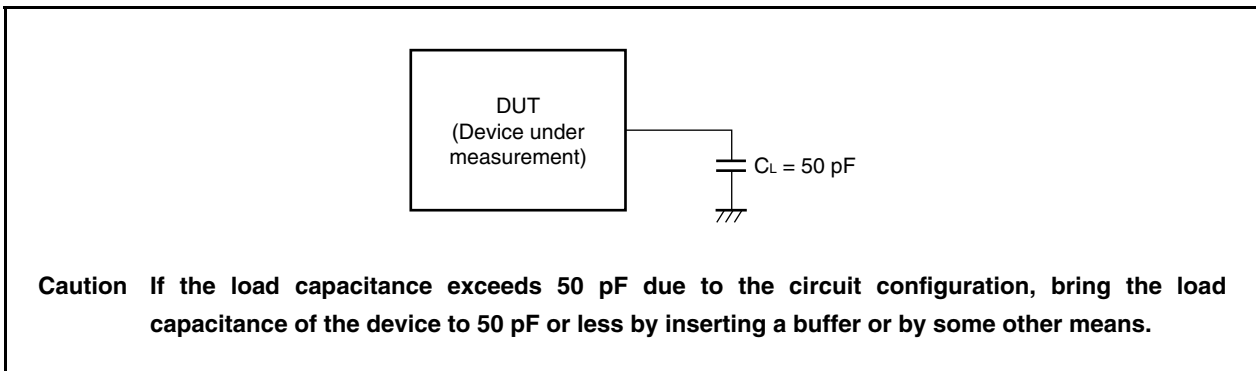 DUT
(Device under
measurement)
CL = 50 pF
Caution If the load capacitance exceeds 50 pF due to the circuit configuration, bring the load
capacitance of the device to 50 pF or less by inserting a buffer or by some other means.